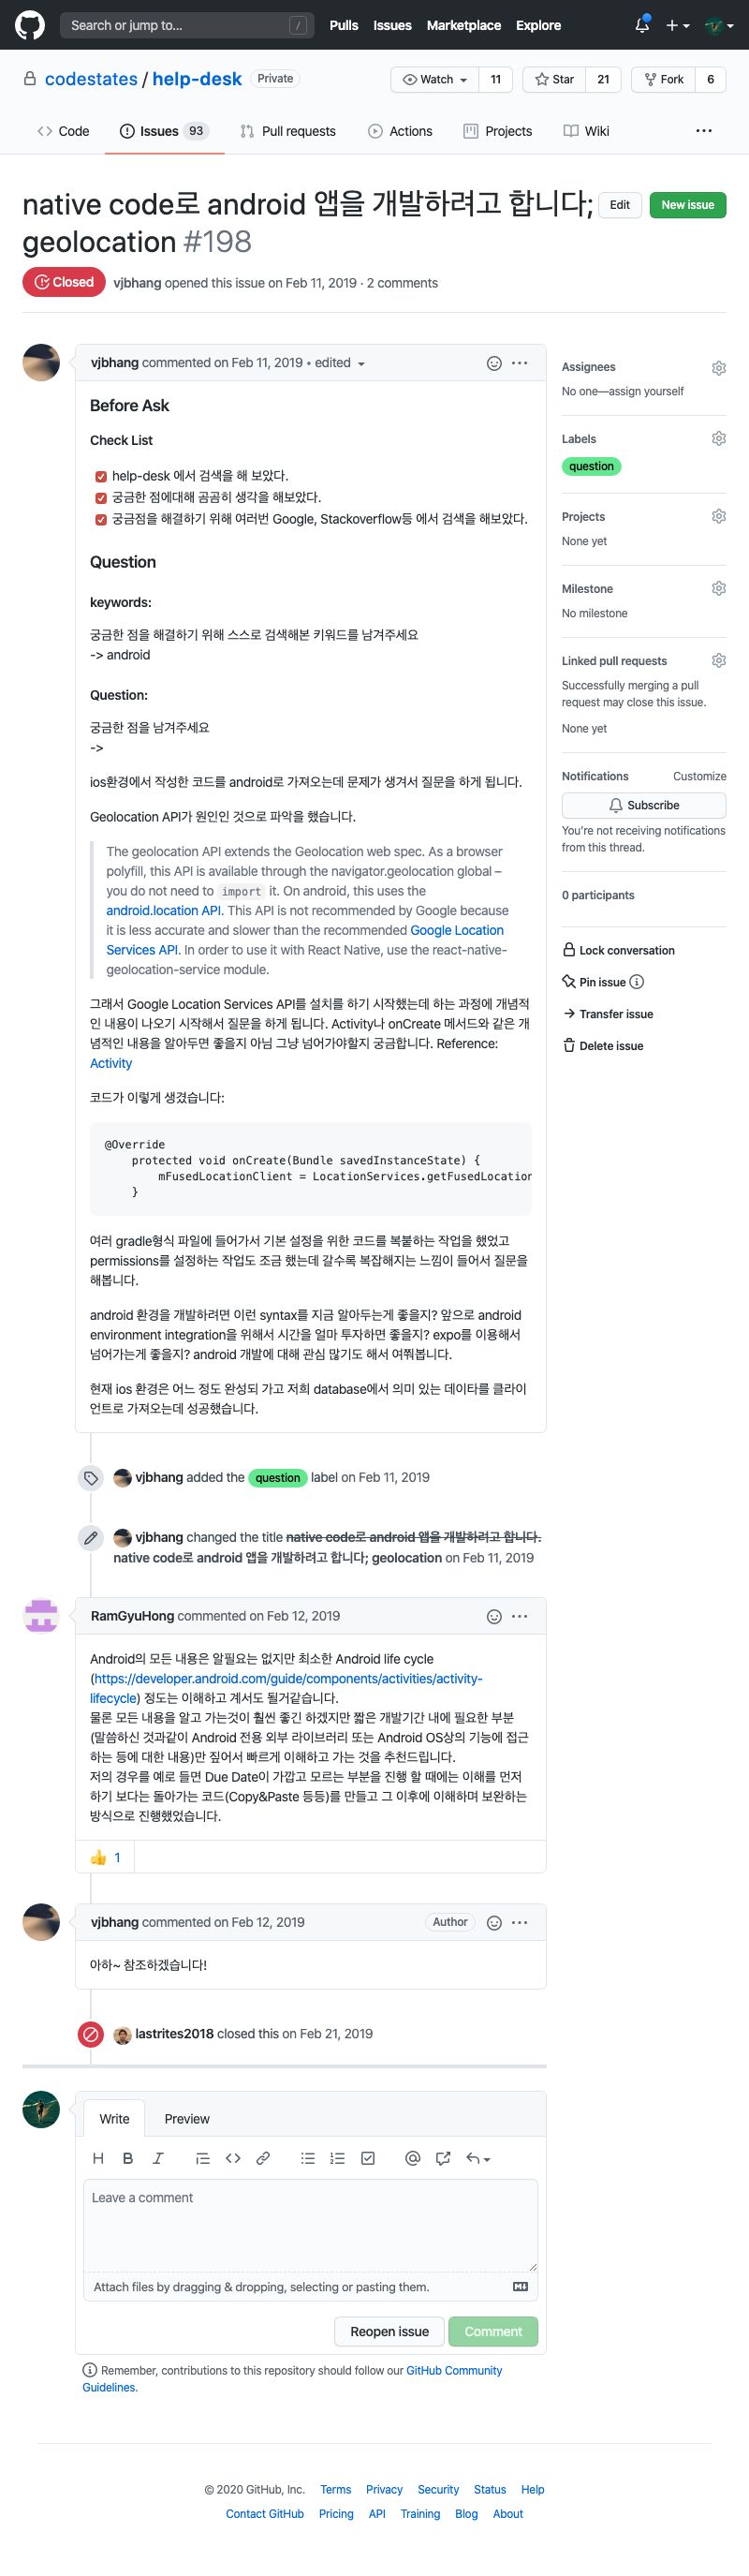 Search or jump to... /
Pulls Issues Marketplace Explore
codestates / help-desk Private
Watch 11 Star 21 Fork 6
Code Issues 93 Pull requests Actions Projects Wiki ...
native code로 android 앱을 개발하려고 합니다;
geolocation #198
Edit New issue
Closed vjbhang opened this issue on Feb 11, 2019 · 2 comments
vjbhang commented on Feb 11, 2019 • edited
Before Ask
Check List
help-desk 에서 검색을 해 보았다.
궁금한 점에대해 곰곰히 생각을 해보았다.
궁금점을 해결하기 위해 여러번 Google, Stackoverflow등 에서 검색을 해보았다.
Question
keywords:
궁금한 점을 해결하기 위해 스스로 검색해본 키워드를 남겨주세요
-> android
Question:
궁금한 점을 남겨주세요
->
ios환경에서 작성한 코드를 android로 가져오는데 문제가 생겨서 질문을 하게 됩니다.
Geolocation API가 원인인 것으로 파악을 했습니다.
The geolocation API extends the Geolocation web spec. As a browser
polyfill, this API is available through the navigator.geolocation global –
you do not need to import it. On android, this uses the
android.location API. This API is not recommended by Google because
it is less accurate and slower than the recommended Google Location
Services API. In order to use it with React Native, use the react-native-
geolocation-service module.
그래서 Google Location Services API를 설치를 하기 시작했는데 하는 과정에 개념적
인 내용이 나오기 시작해서 질문을 하게 됩니다. Activity나 onCreate 메서드와 같은 개
념적인 내용을 알아두면 좋을지 아님 그냥 넘어가야할지 궁금합니다. Reference:
Activity
코드가 이렇게 생겼습니다:
@Override
protected void onCreate(Bundle savedInstanceState) {
mFusedLocationClient = LocationServices.getFusedLocation
}
여러 gradle형식 파일에 들어가서 기본 설정을 위한 코드를 복붙하는 작업을 했었고
permissions를 설정하는 작업도 조금 했는데 갈수록 복잡해지는 느낌이 들어서 질문을
해봅니다.
android 환경을 개발하려면 이런 syntax를 지금 알아두는게 좋을지? 앞으로 android
environment integration을 위해서 시간을 얼마 투자하면 좋을지? expo를 이용해서
넘어가는게 좋을지? android 개발에 대해 관심 많기도 해서 여쭤봅니다.
현재 ios 환경은 어느 정도 완성되 가고 저희 database에서 의미 있는 데이타를 클라이
언트로 가져오는데 성공했습니다.
vjbhang added the question label on Feb 11, 2019
vjbhang changed the title native code로 android 앱을 개발하려고 합니다.
native code로 android 앱을 개발하려고 합니다; geolocation on Feb 11, 2019
RamGyuHong commented on Feb 12, 2019
Android의 모든 내용은 알필요는 없지만 최소한 Android life cycle
(https://developer.android.com/guide/components/activities/activity-
lifecycle) 정도는 이해하고 계셔도 될거같습니다.
물론 모든 내용을 알고 가는것이 훨씬 좋긴 하겠지만 짧은 개발기간 내에 필요한 부분
(말씀하신 것과같이 Android 전용 외부 라이브러리 또는 Android OS상의 기능에 접근
하는 등에 대한 내용)만 짚어서 빠르게 이해하고 가는 것을 추천드립니다.
저의 경우를 예로 들면 Due Date이 가깝고 모르는 부분을 진행 할 때에는 이해를 먼저
하기 보다는 돌아가는 코드(Copy&Paste 등등)를 만들고 그 이후에 이해하며 보완하는
방식으로 진행했었습니다.
👍 1
vjbhang commented on Feb 12, 2019 Author
아하~ 참조하겠습니다!
lastrites2018 closed this on Feb 21, 2019
Write Preview
Leave a comment
Attach files by dragging & dropping, selecting or pasting them.
Reopen issue Comment
Remember, contributions to this repository should follow our GitHub Community
Guidelines.
Assignees
No one—assign yourself
Labels
question
Projects
None yet
Milestone
No milestone
Linked pull requests
Successfully merging a pull
request may close this issue.
None yet
Notifications Customize
Subscribe
You're not receiving notifications
from this thread.
0 participants
Lock conversation
Pin issue
Transfer issue
Delete issue
© 2020 GitHub, Inc. Terms Privacy Security Status Help
Contact GitHub Pricing API Training Blog About